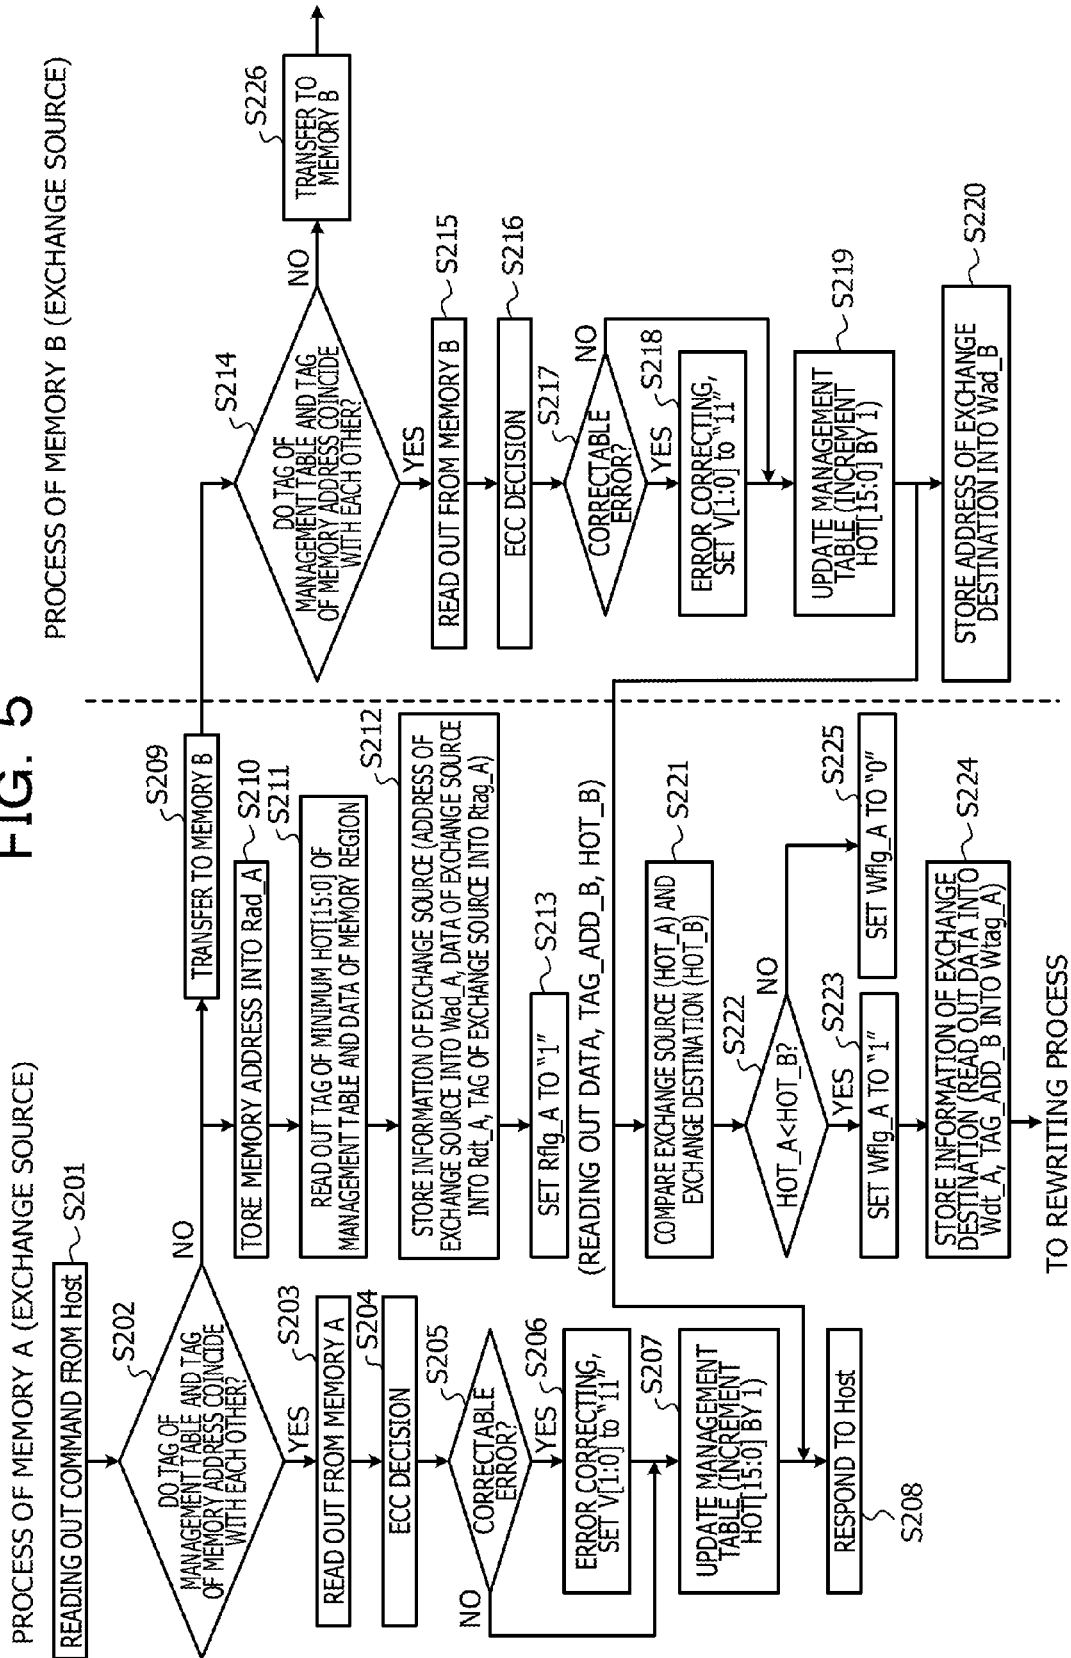 FIG. 5
PROCESS OF MEMORY A (EXCHANGE SOURCE)
PROCESS OF MEMORY B (EXCHANGE SOURCE)
READING OUT COMMAND FROM Host
S201
S202
DO TAG OF
MANAGEMENT TABLE AND TAG
OF MEMORY ADDRESS COINCIDE
WITH EACH OTHER?
NO
YES
S203
READ OUT FROM MEMORY A
S204
ECC DECISION
S205
CORRECTABLE
ERROR?
NO
YES
S206
ERROR CORRECTING,
SET V[1:0] to “11”
S207
UPDATE MANAGEMENT
TABLE (INCREMENT
HOT[15:0] BY 1)
RESPOND TO Host
S208
S209
TRANSFER TO MEMORY B
S210
TORE MEMORY ADDRESS INTO Rad_A
S211
READ OUT TAG OF MINIMUM HOT[15:0] OF
MANAGEMENT TABLE AND DATA OF MEMORY REGION
S212
STORE INFORMATION OF EXCHANGE SOURCE (ADDRESS OF
EXCHANGE SOURCE INTO Wad_A, DATA OF EXCHANGE SOURCE
INTO Rdt_A, TAG OF EXCHANGE SOURCE INTO Rtag_A)
S213
SET Rflg_A TO “1”
(READING OUT DATA, TAG_ADD_B, HOT_B)
S221
COMPARE EXCHANGE SOURCE (HOT_A) AND
EXCHANGE DESTINATION (HOT_B)
S222
HOT_A<HOT_B?
NO
YES
S223
SET Wflg_A TO “1”
S225
SET Wflg_A TO “0”
S224
STORE INFORMATION OF EXCHANGE
DESTINATION (READ OUT DATA INTO
Wdt_A, TAG_ADD_B INTO Wtag_A)
TO REWRITING PROCESS
S214
DO TAG OF
MANAGEMENT TABLE AND TAG
OF MEMORY ADDRESS COINCIDE
WITH EACH OTHER?
NO
YES
S226
TRANSFER TO
MEMORY B
S215
READ OUT FROM MEMORY B
S216
ECC DECISION
S217
CORRECTABLE
ERROR?
NO
YES
S218
ERROR CORRECTING,
SET V[1:0] to “11”,
S219
UPDATE MANAGEMENT
TABLE (INCREMENT
HOT[15:0] BY 1)
S220
STORE ADDRESS OF EXCHANGE
DESTINATION INTO Wad_B